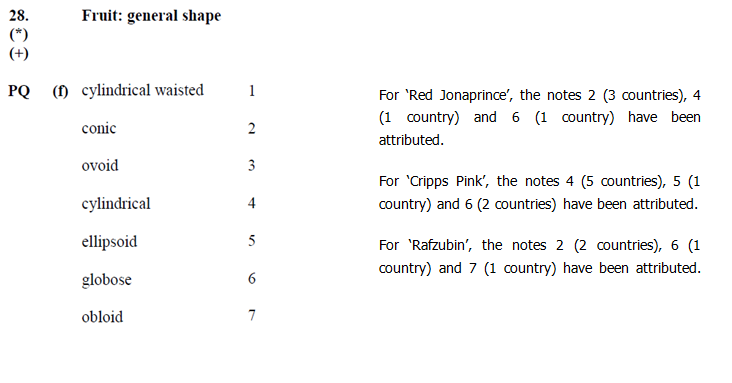 28. Fruit: general shape
(*)
(+)
PQ (f) cylindrical waisted 1
conic 2
ovoid 3
cylindrical 4
ellipsoid 5
globose 6
obloid 7
For ‘Red Jonaprince’, the notes 2 (3 countries), 4
(1 country) and 6 (1 country) have been
attributed.
For ‘Cripps Pink’, the notes 4 (5 countries), 5 (1
country) and 6 (2 countries) have been attributed.
For ‘Rafzubin’, the notes 2 (2 countries), 6 (1
country) and 7 (1 country) have been attributed.